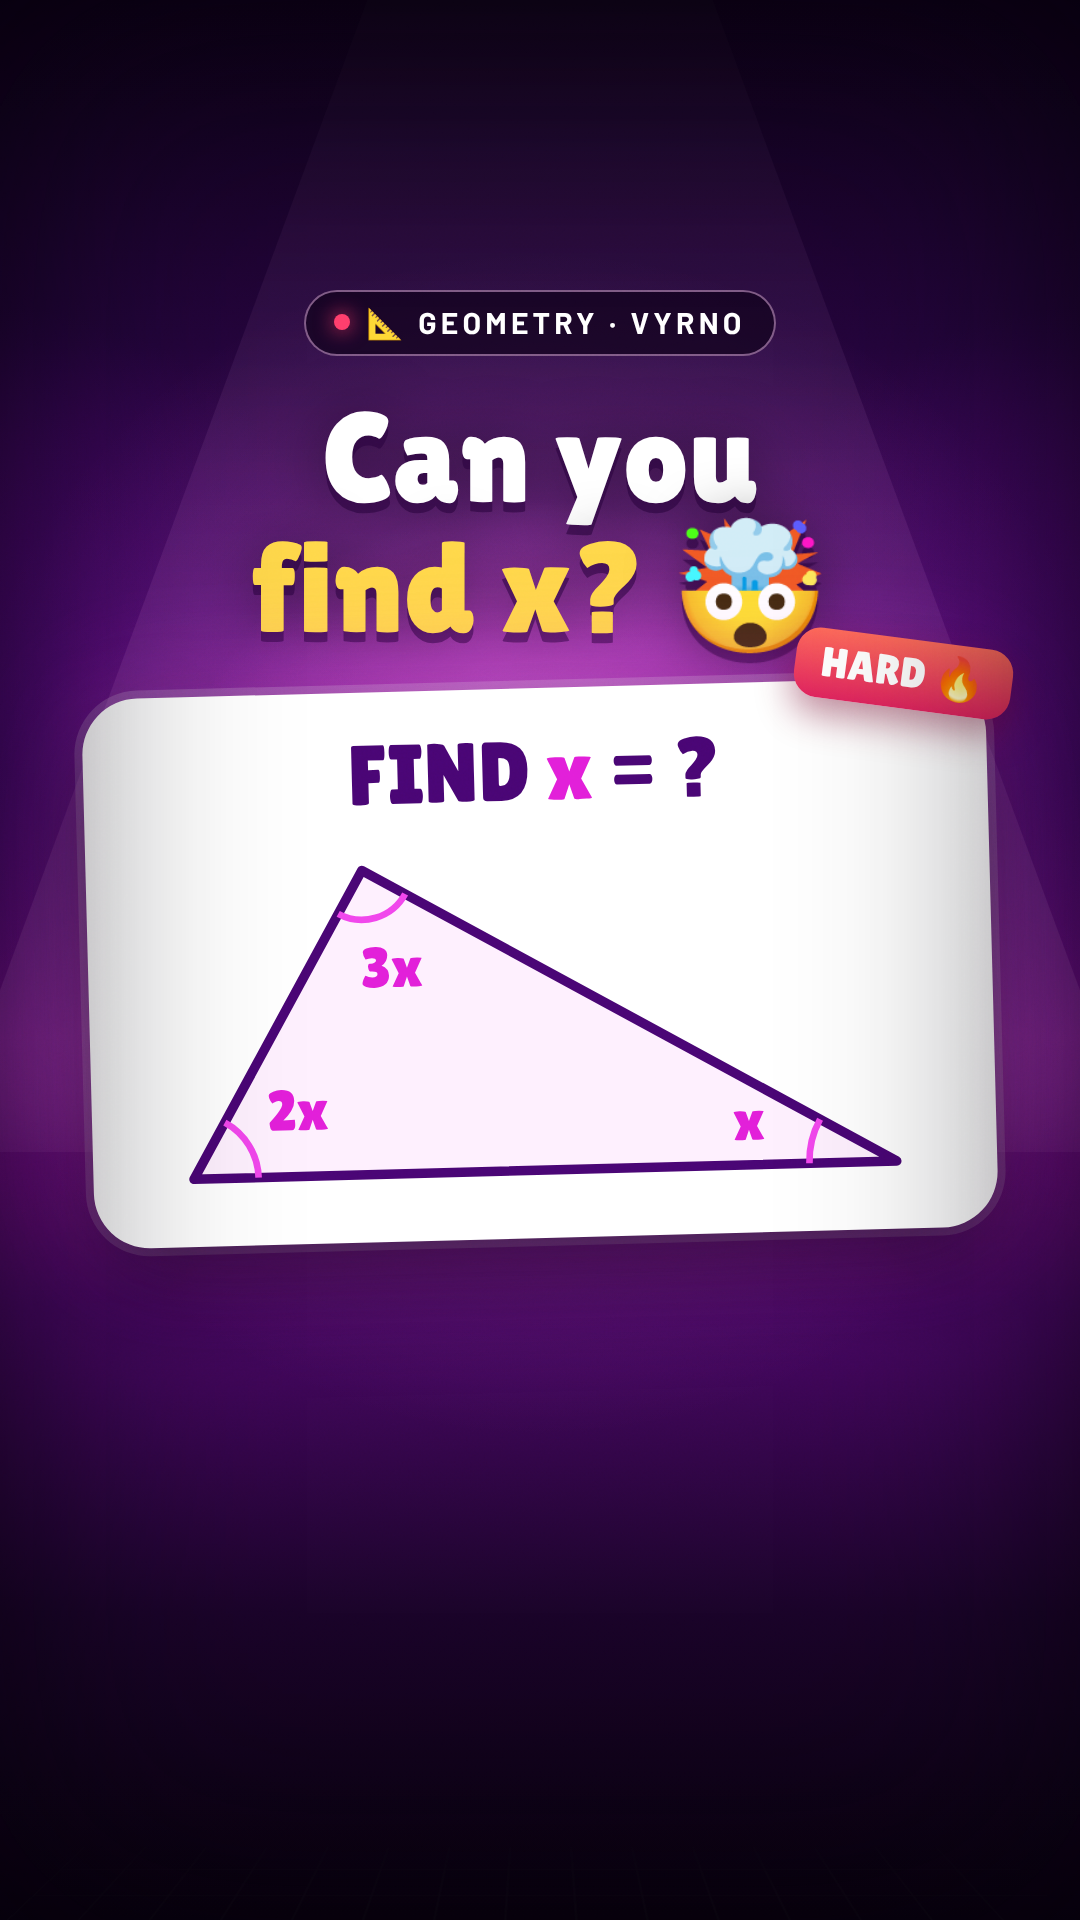 📐 GEOMETRY · VYRNO
Can you
find x? 🤯
HARD 🔥
FIND x = ?
3x
2x
x